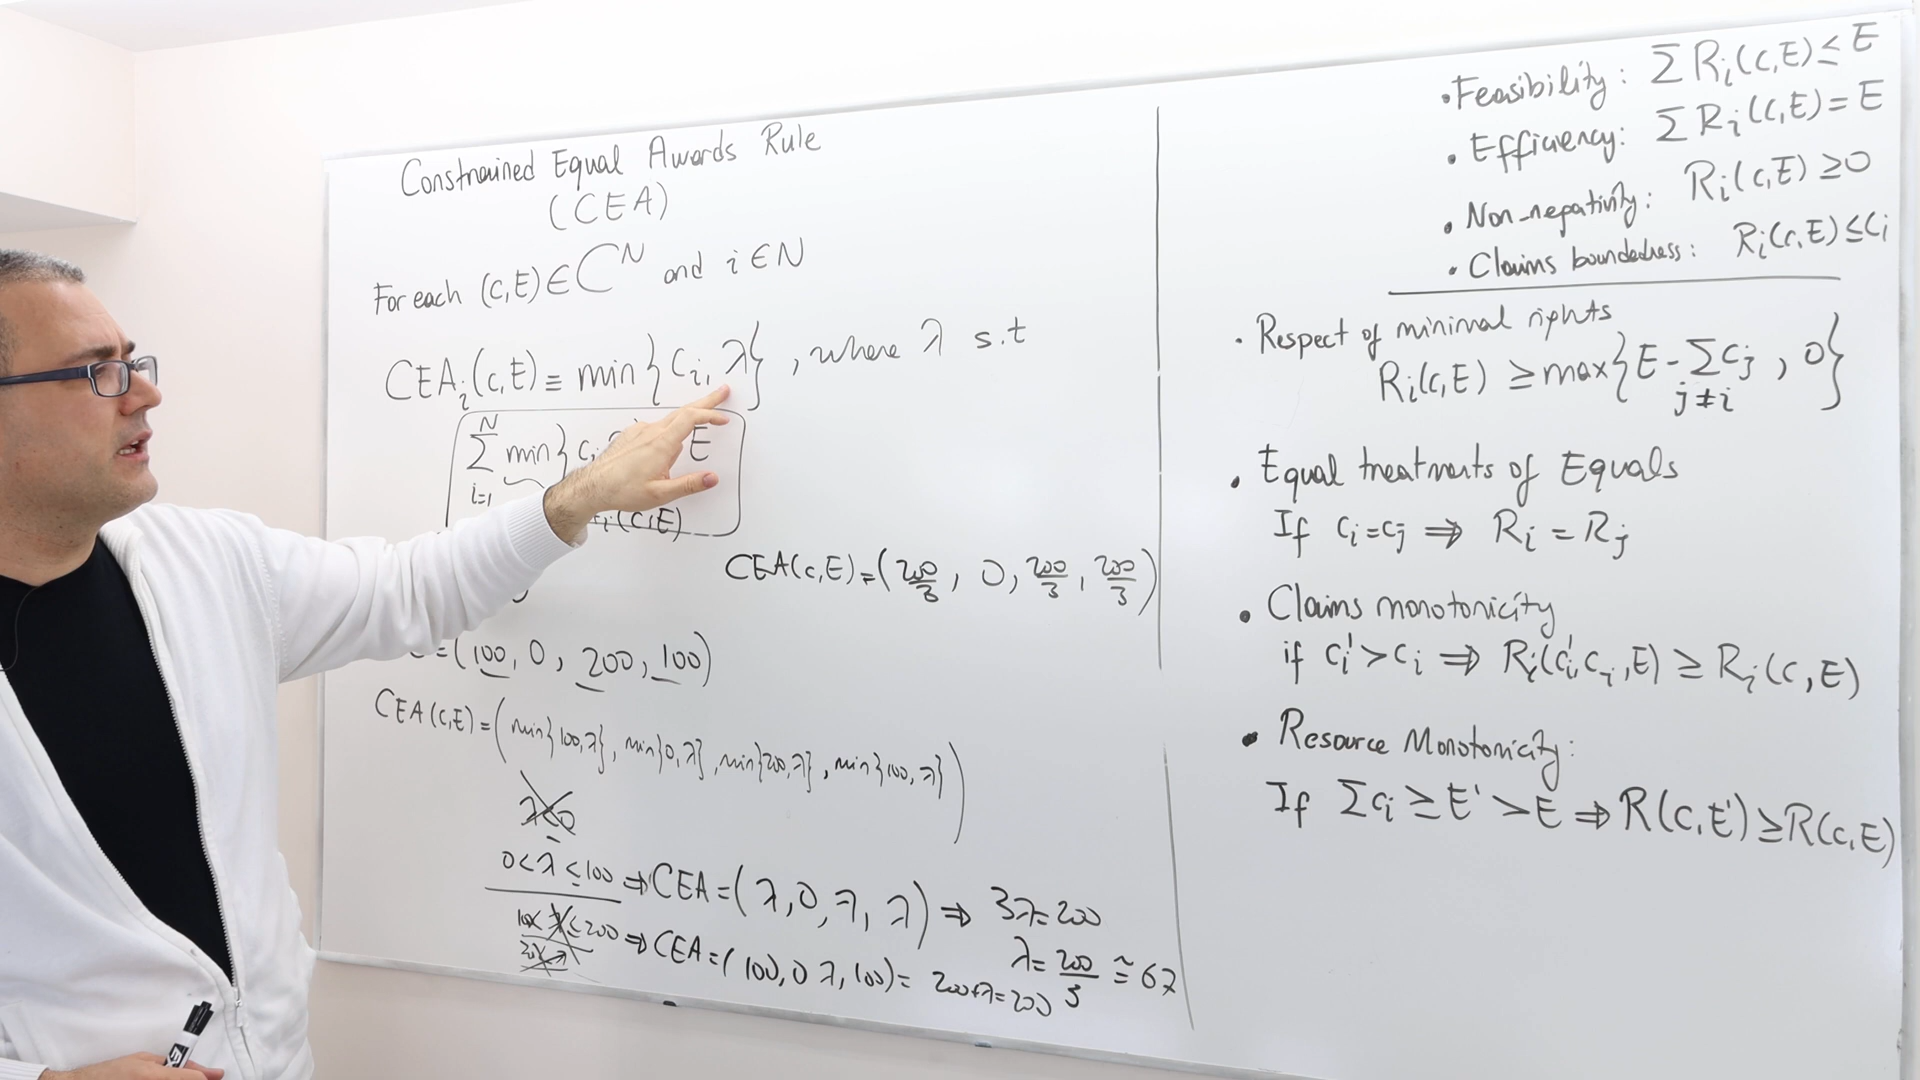 Constrained Equal Awards Rule
(CEA)
For each (c,E)∈C^N and i∈N
CEA_i(c,E) ≡ min{c_i, λ}, where λ s.t
N
∑ min{c_i E
i=1
(c,E)
CEA(c,E)=(200/3, 0, 200/3, 200/3)
=(100, 0, 200, 100)
CEA(c,E)=(min{100,λ}, min{0,λ}, min{200,λ}, min{100,λ})
λ≤0
0<λ≤100 ⇒ CEA=(λ,0,λ,λ) ⇒ 3λ=200
λ=200/3 ≅ 67
100<λ≤200 ⇒ CEA=(100,0 λ,100)= 200+λ=200
200<λ
• Feasibility: ∑R_i(c,E)≤E
• Efficiency: ∑R_i(c,E)=E
• Non-negativity: R_i(c,E)≥0
• Claims boundedness: R_i(c,E)≤c_i
• Respect of minimal rights
R_i(c,E) ≥ max{E-∑c_j, 0}
j≠i
• Equal treatments of Equals
If c_i=c_j ⇒ R_i=R_j
• Claims monotonicity
if c_i'>c_i ⇒ R_i(c_i',c_-i,E) ≥ R_i(c,E)
• Resource Monotonicity:
If ∑c_i≥E'>E ⇒ R(c,E')≥R(c,E)